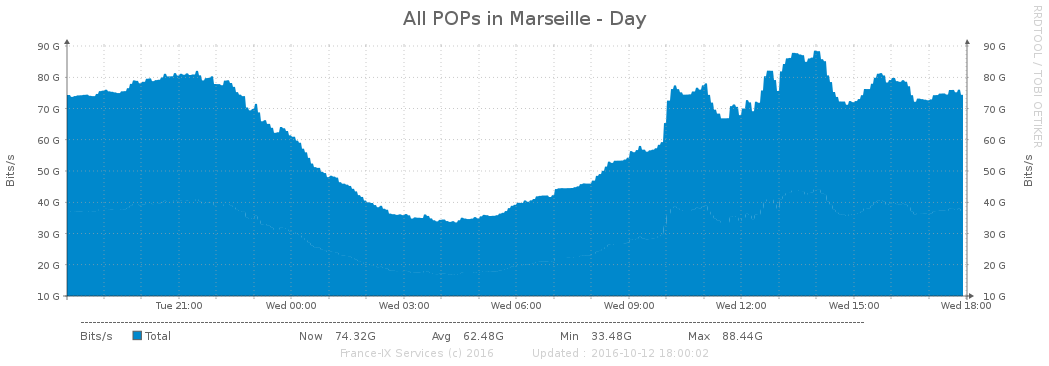 All POPs in Marseille - Day
RRDTOOL / TOBI OETIKER
90 G 90 G
80 G 80 G
70 G 70 G
60 G 60 G
50 G 50 G
40 G 40 G
30 G 30 G
20 G 20 G
10 G 10 G
Bits/s
Bits/s
Tue 21:00 Wed 00:00 Wed 03:00 Wed 06:00 Wed 09:00 Wed 12:00 Wed 15:00 Wed 18:00
Bits/s Total Now 74.32G Avg 62.48G Min 33.48G Max 88.44G
France-IX Services (c) 2016 Updated : 2016-10-12 18:00:02